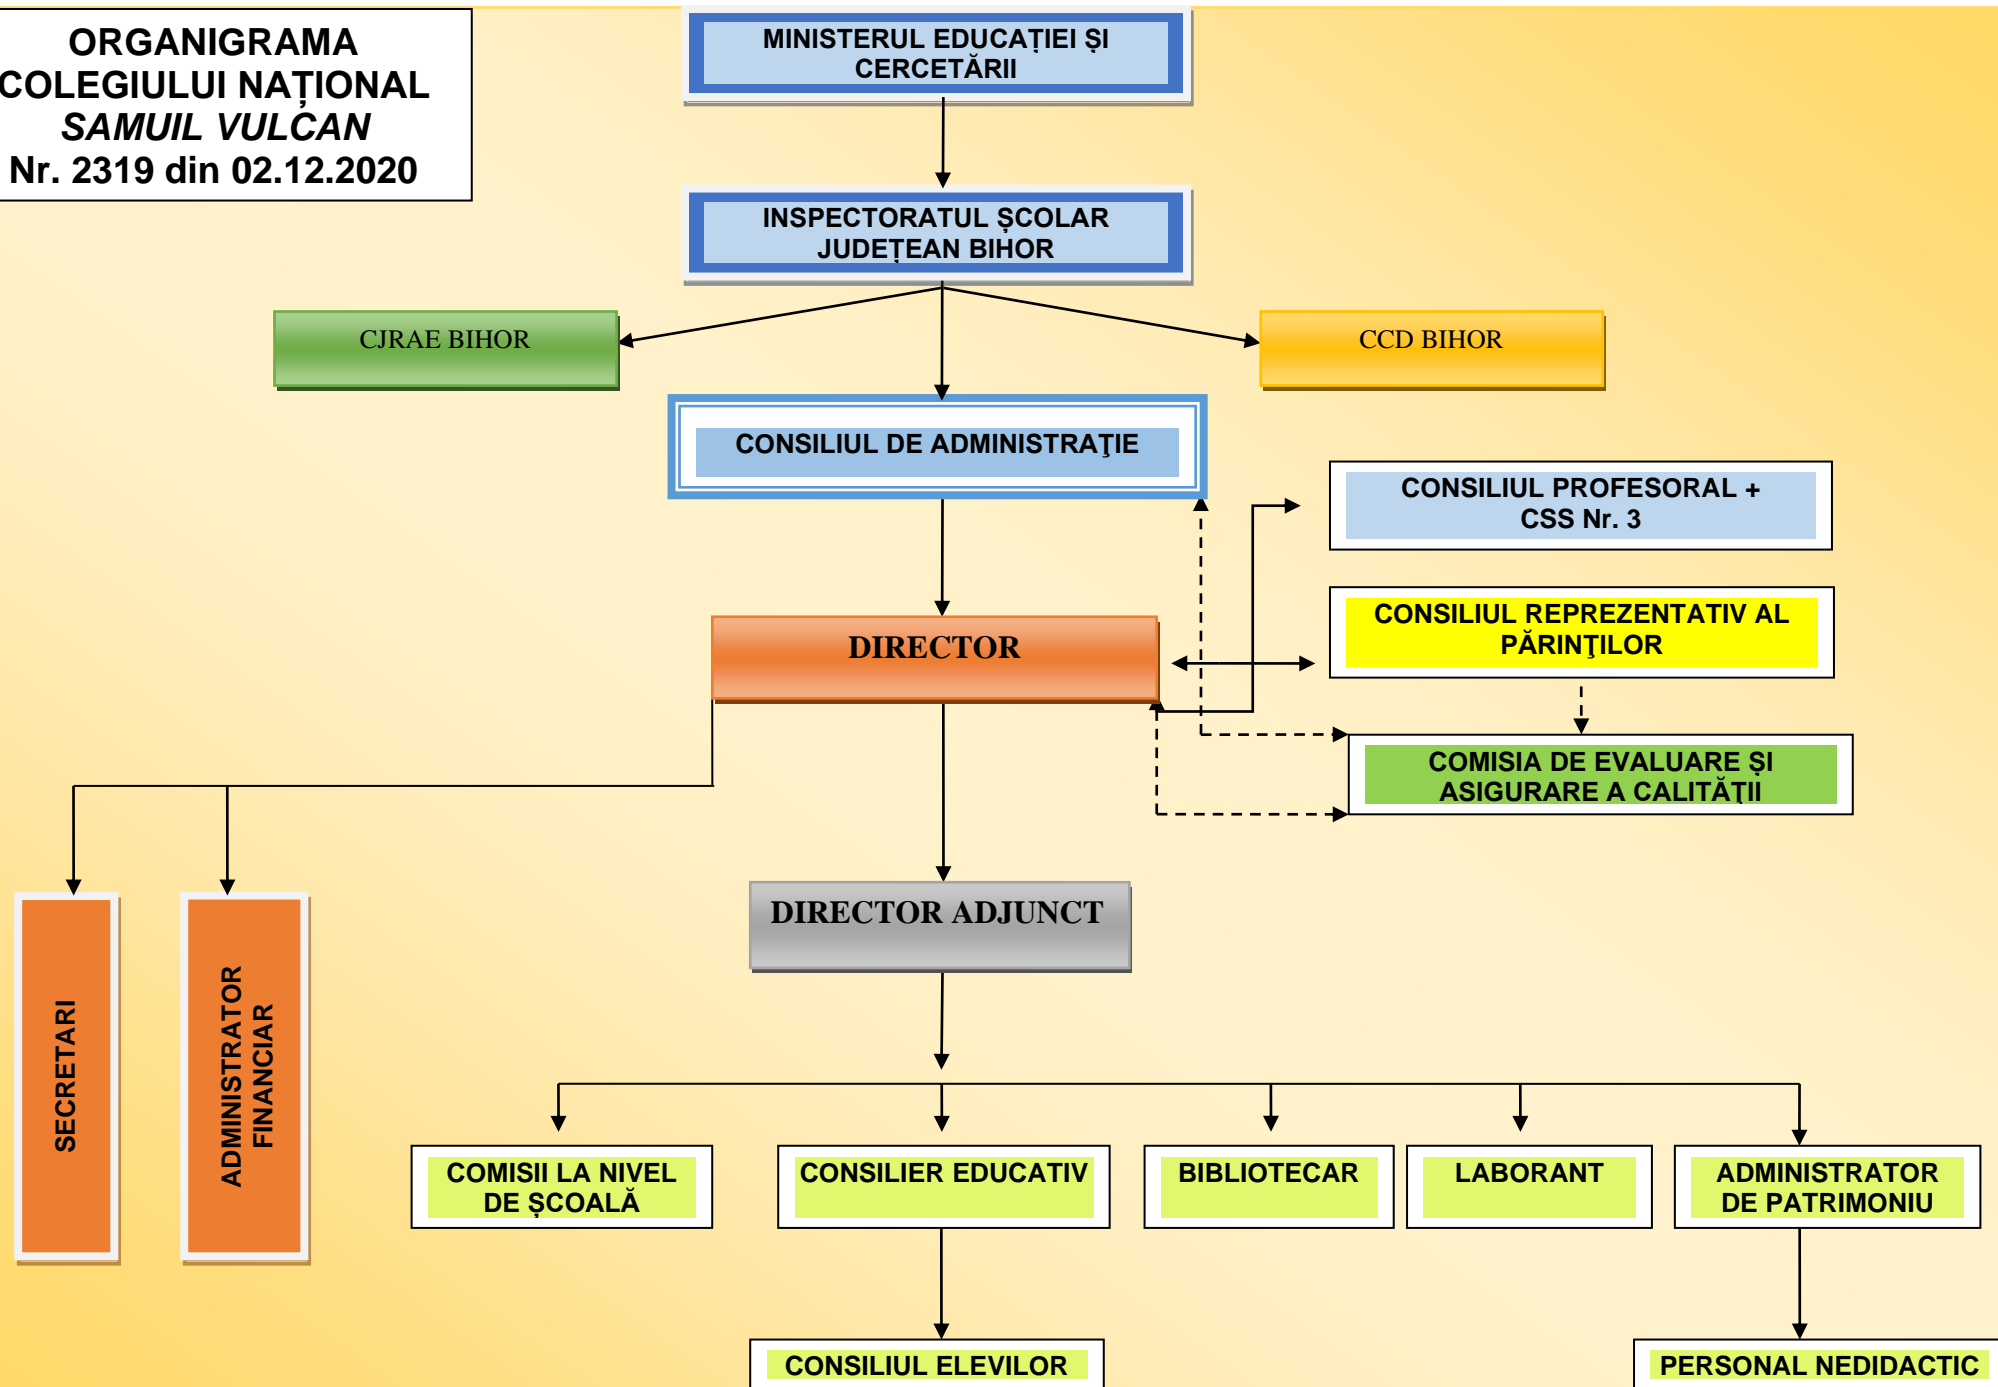 ORGANIGRAMA
COLEGIULUI NAȚIONAL
SAMUIL VULCAN
Nr. 2319 din 02.12.2020
MINISTERUL EDUCAȚIEI ȘI
CERCETĂRII
INSPECTORATUL ȘCOLAR
JUDEȚEAN BIHOR
CJRAE BIHOR
CCD BIHOR
CONSILIUL DE ADMINISTRAŢIE
CONSILIUL PROFESORAL +
CSS Nr. 3
CONSILIUL REPREZENTATIV AL
PĂRINŢILOR
DIRECTOR
COMISIA DE EVALUARE ȘI
ASIGURARE A CALITĂŢII
DIRECTOR ADJUNCT
SECRETARI
ADMINISTRATOR
FINANCIAR
COMISII LA NIVEL
DE ȘCOALĂ
CONSILIER EDUCATIV
BIBLIOTECAR
LABORANT
ADMINISTRATOR
DE PATRIMONIU
CONSILIUL ELEVILOR
PERSONAL NEDIDACTIC